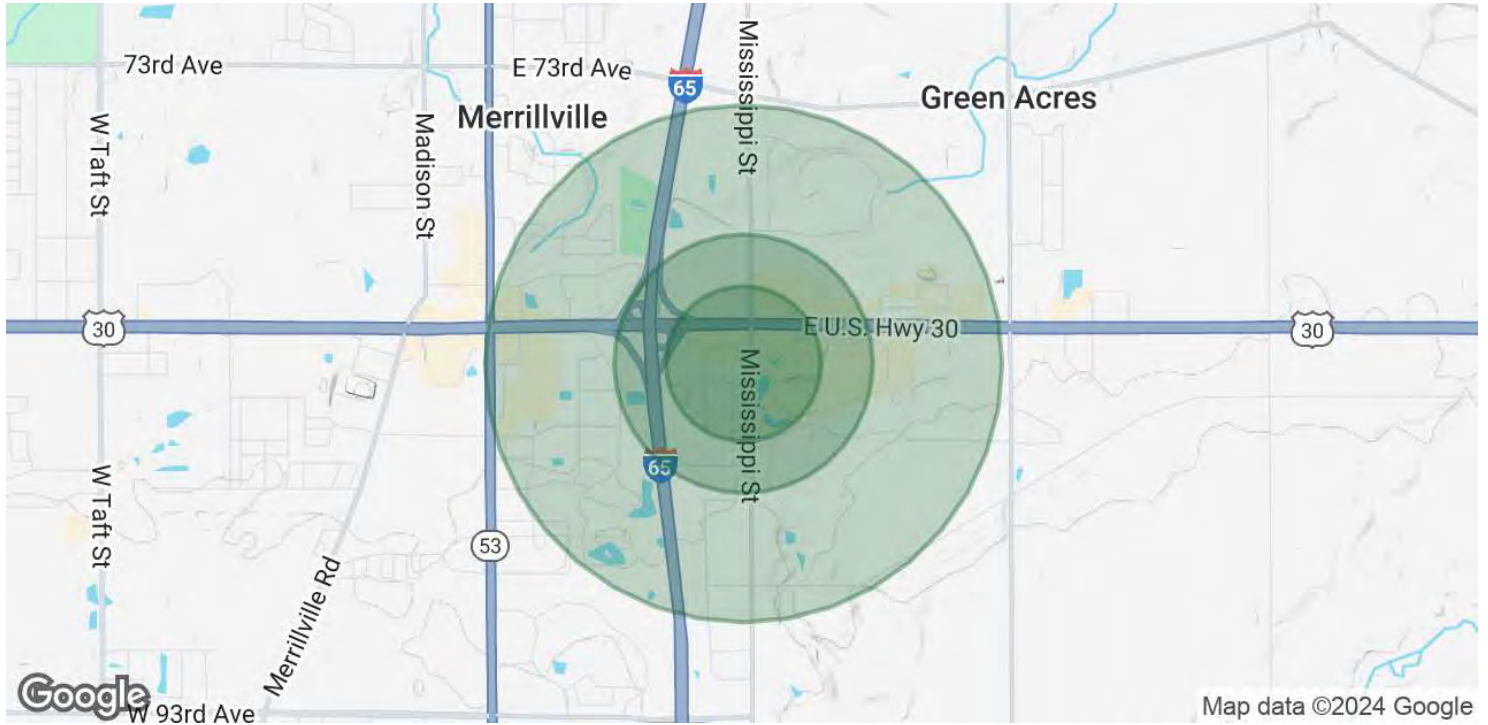 73rd Ave
E 73rd Ave
65
Mississippi St
Green Acres
Merrillville
W Taft St
Madison St
30
E U.S. Hwy 30
30
Mississippi St
65
W Taft St
53
Merrillville Rd
Google
W 93rd Ave
Map data ©2024 Google